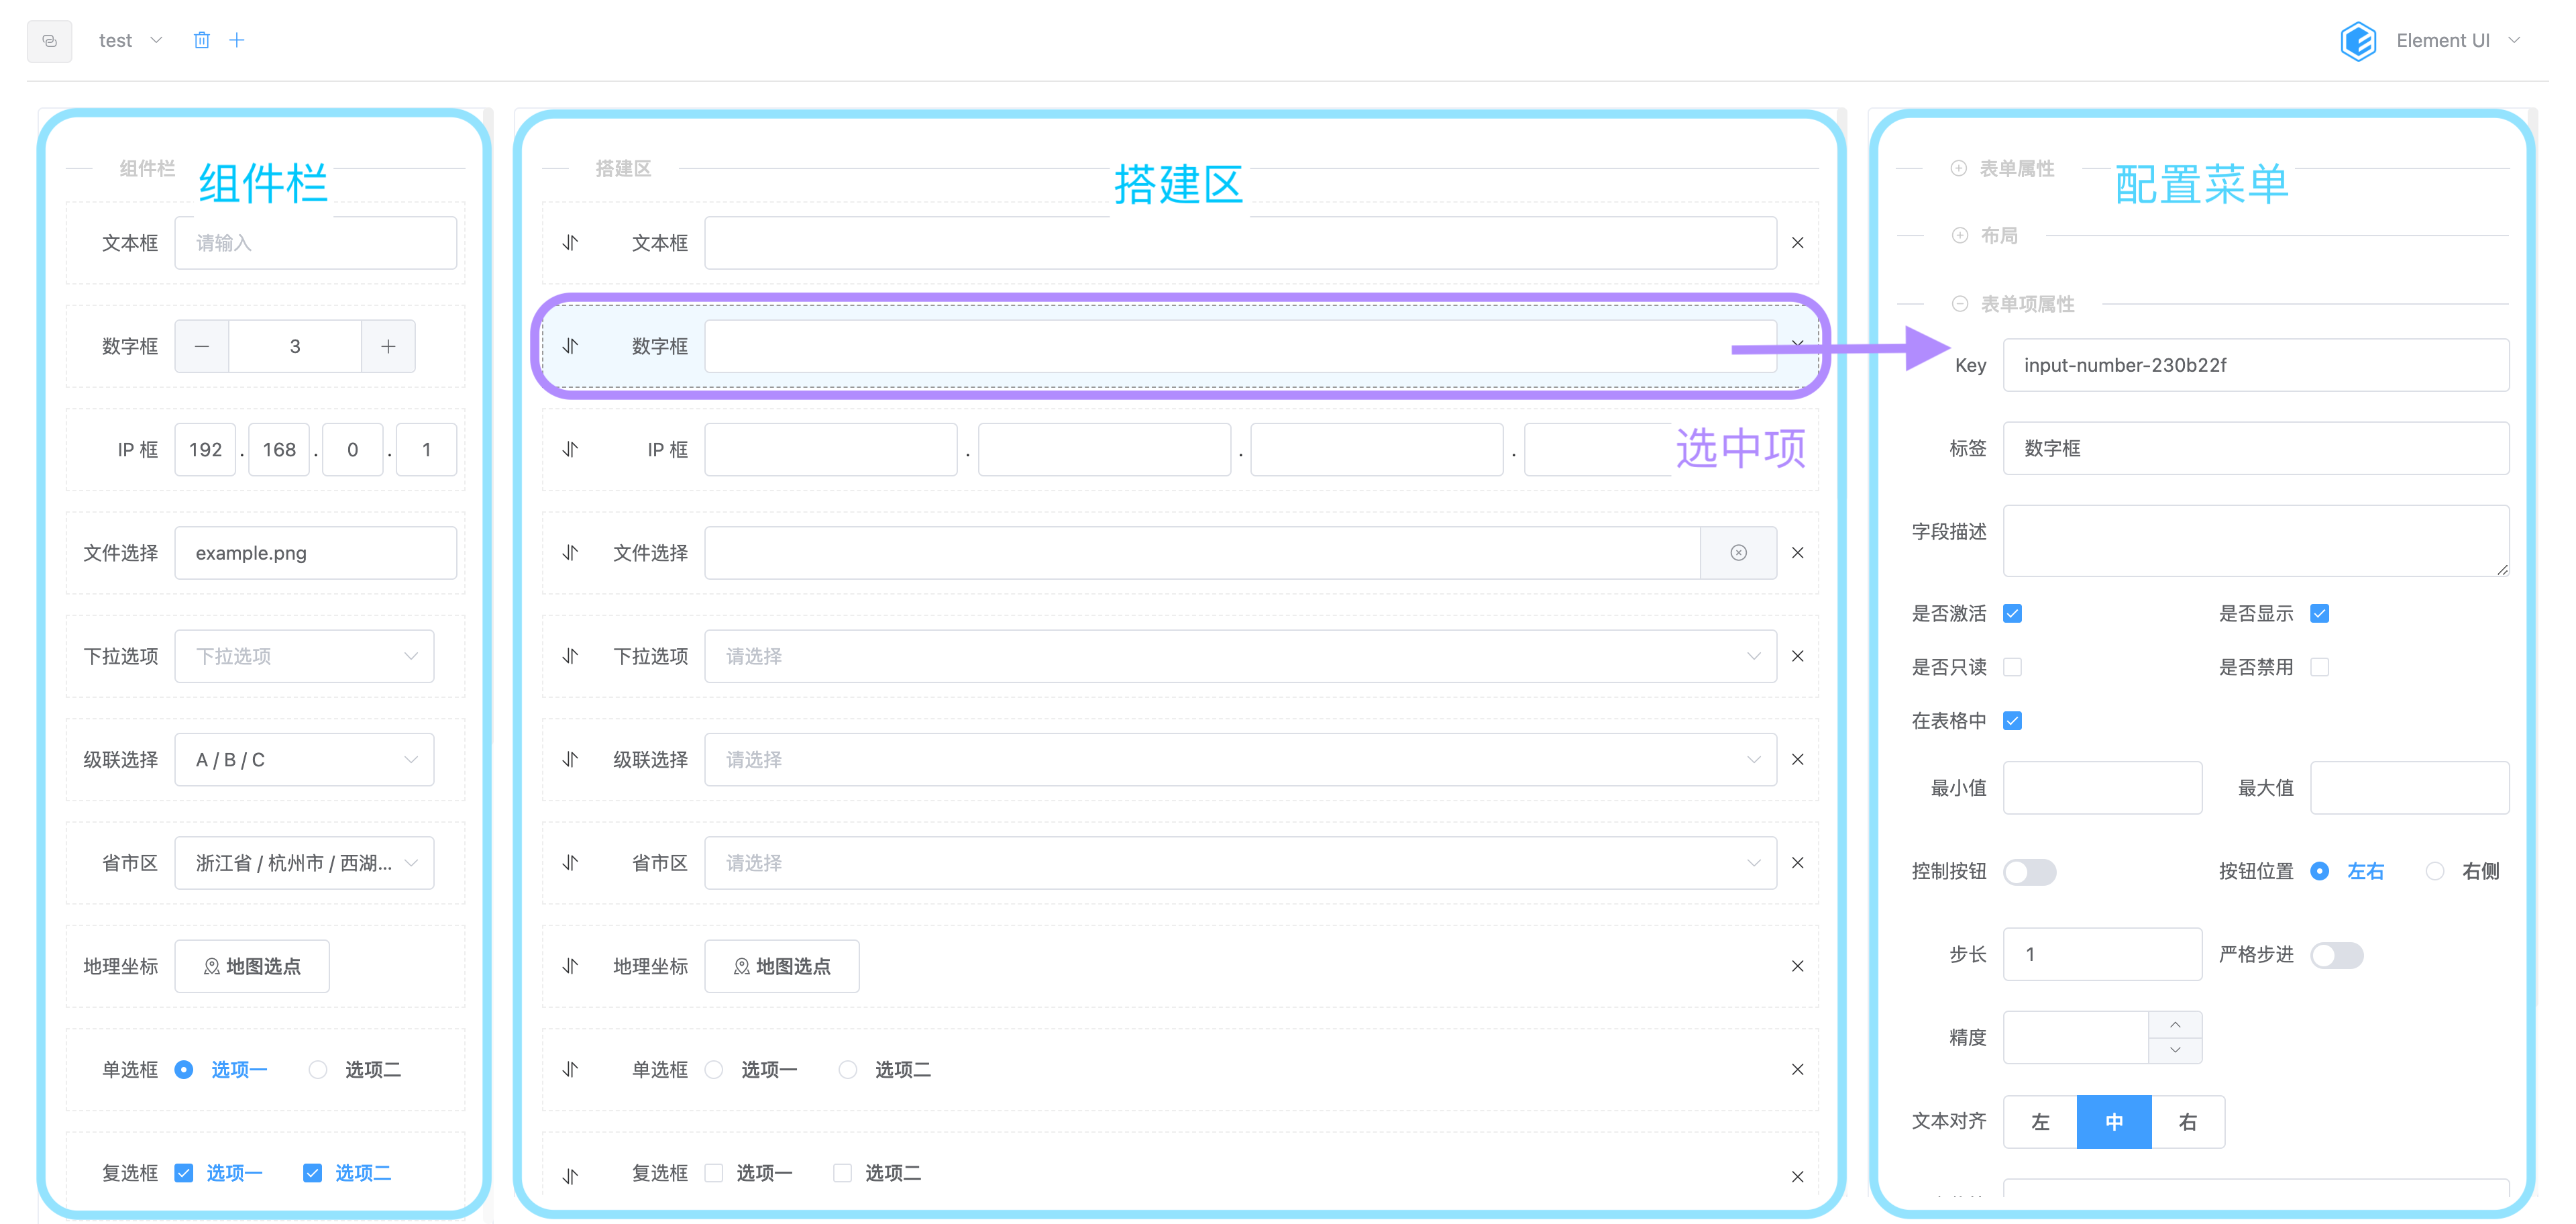 test
Element UI
组件栏
组件栏
文本框 请输入
数字框 3
IP 框 192 . 168 . 0 . 1
文件选择 example.png
下拉选项 下拉选项
级联选择 A / B / C
省市区 浙江省 / 杭州市 / 西湖...
地理坐标 地图选点
单选框 选项一 选项二
复选框 选项一 选项二
搭建区
搭建区
文本框
数字框
IP 框 . . .
选中项
文件选择
下拉选项 请选择
级联选择 请选择
省市区 请选择
地理坐标 地图选点
单选框 选项一 选项二
复选框 选项一 选项二
表单属性
配置菜单
布局
表单项属性
Key input-number-230b22f
标签 数字框
字段描述
是否激活 是否显示
是否只读 是否禁用
在表格中
最小值 最大值
控制按钮 按钮位置 左右 右侧
步长 1 严格步进
精度
文本对齐 左 中 右